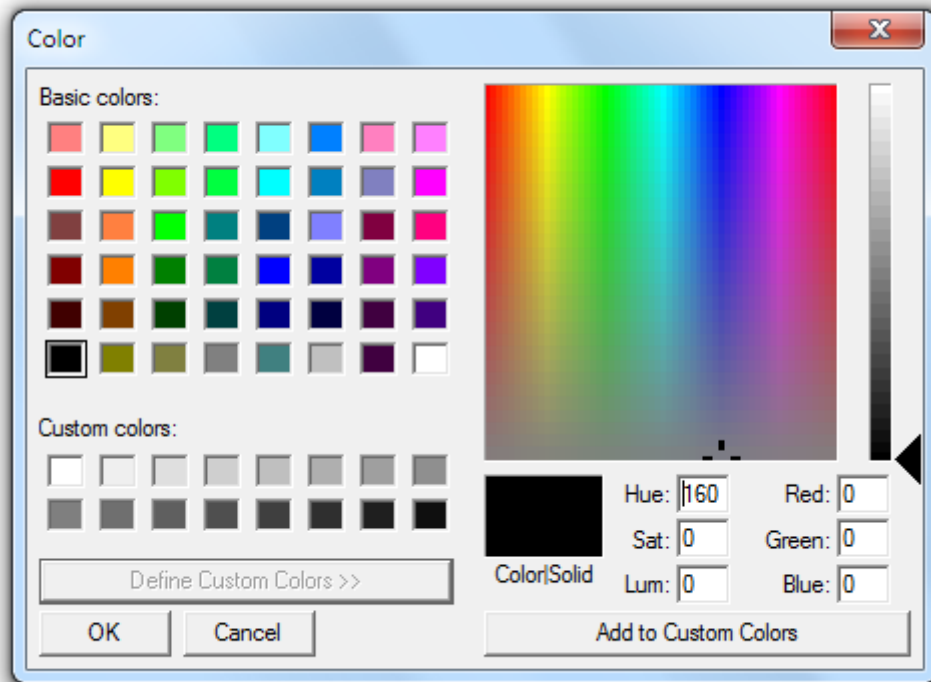 Color
Basic colors:
Custom colors:
Define Custom Colors >>
OK Cancel
Color|Solid
Hue: 160 Red: 0
Sat: 0 Green: 0
Lum: 0 Blue: 0
Add to Custom Colors